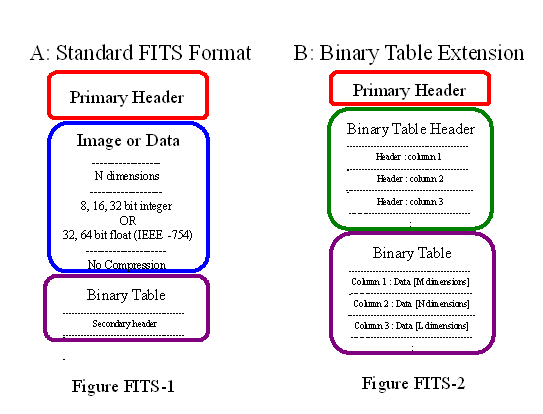 A: Standard FITS Format
Primary Header
Image or Data
--------------------
N dimensions
--------------------
8, 16, 32 bit integer
OR
32, 64 bit float (IEEE -754)
--------------------
No Compression
Binary Table
--------------------
Secondary header
--------------------
.
Figure FITS-1
B: Binary Table Extension
Primary Header
Binary Table Header
--------------------
Header : column 1
--------------------
Header : column 2
--------------------
Header : column 3
--------------------
:
Binary Table
--------------------
Column 1 : Data [M dimensions]
--------------------
Column 2 : Data [N dimensions]
--------------------
Column 3 : Data [L dimensions]
--------------------
:
Figure FITS-2